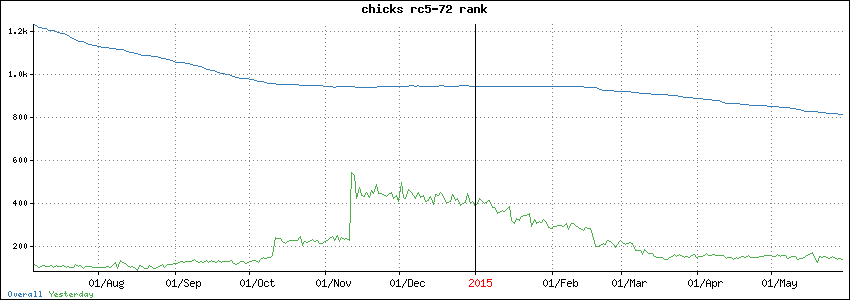 chicks rc5-72 rank
1.2k
1.0k
800
600
400
200
01/Aug 01/Sep 01/Oct 01/Nov 01/Dec 2015 01/Feb 01/Mar 01/Apr 01/May
Overall Yesterday